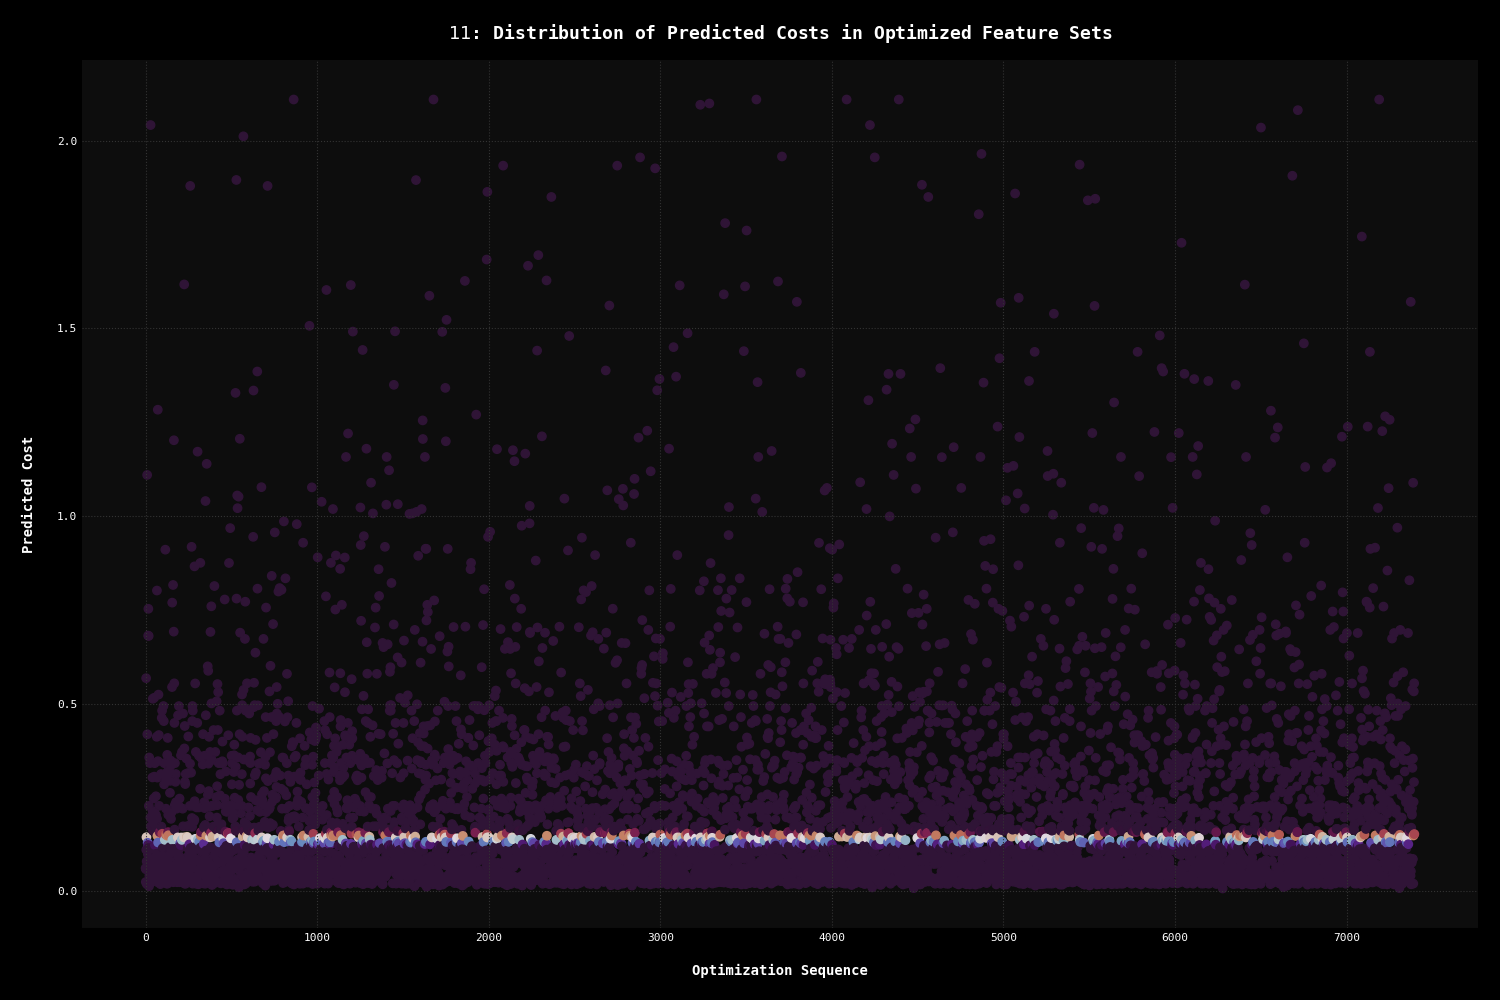 11: Distribution of Predicted Costs in Optimized Feature Sets
2.0
1.5
1.0
0.5
0.0
Predicted Cost
0 1000 2000 3000 4000 5000 6000 7000
Optimization Sequence